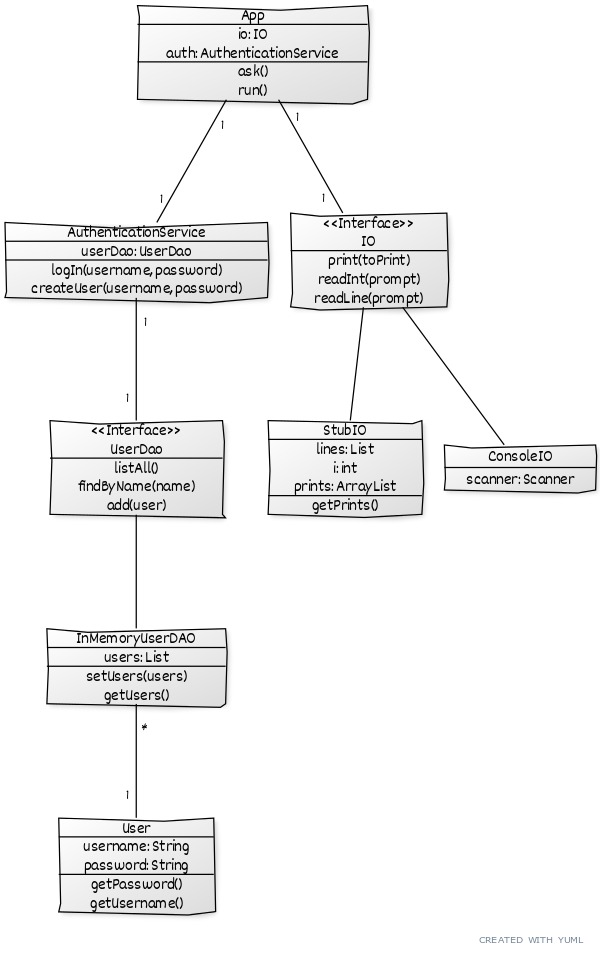 App
io: IO
auth: AuthenticationService
ask()
run()
1
1
1
1
AuthenticationService
userDao: UserDao
logIn(username, password)
createUser(username, password)
<<Interface>>
IO
print(toPrint)
readInt(prompt)
readLine(prompt)
1
1
<<Interface>>
UserDao
listAll()
findByName(name)
add(user)
StubIO
lines: List
i: int
prints: ArrayList
getPrints()
ConsoleIO
scanner: Scanner
InMemoryUserDAO
users: List
setUsers(users)
getUsers()
*
1
User
username: String
password: String
getPassword()
getUsername()
CREATED WITH YUML